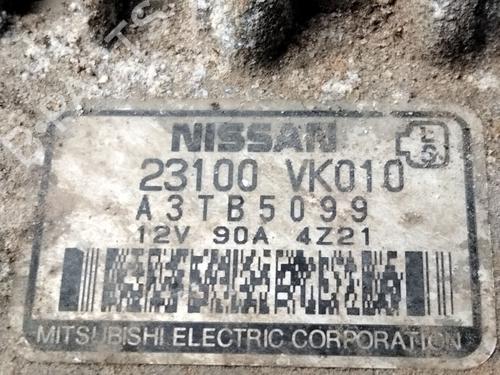 NISSAN
23100 VK010
A3TB5099
12V 90A 4Z21
MITSUBISHI ELECTRIC CORPORATION